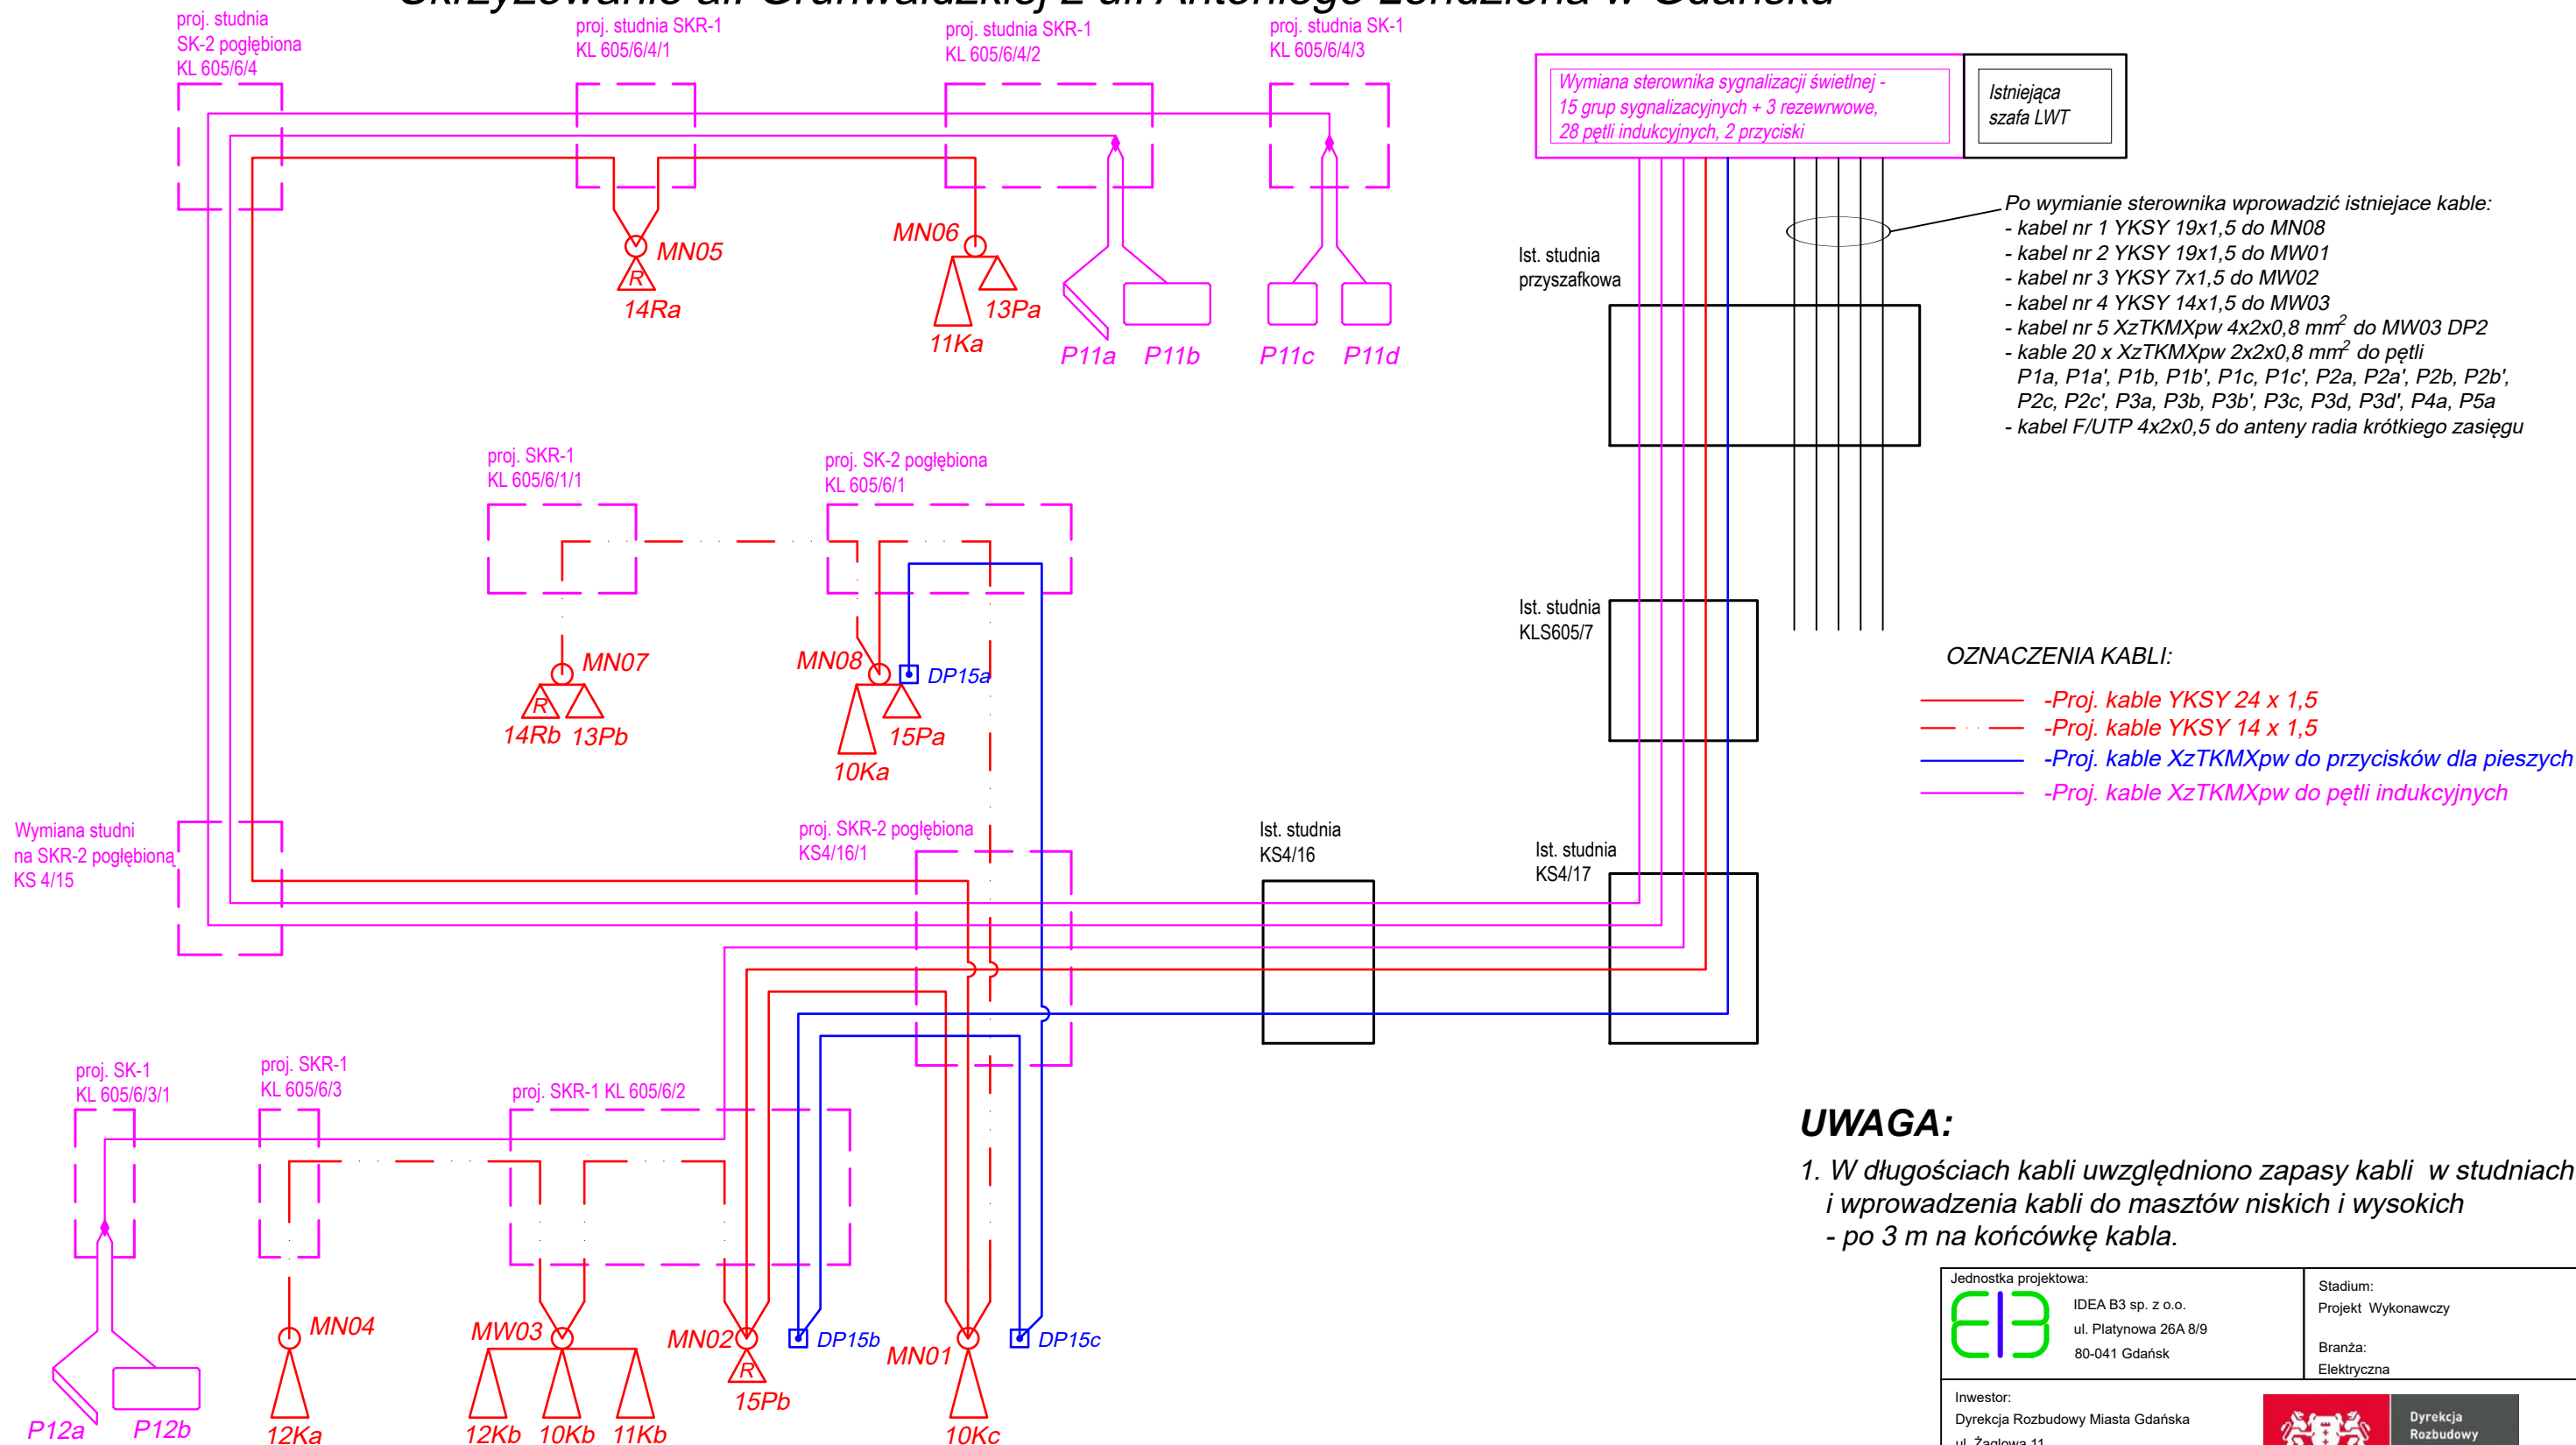 Skrzyżowanie ul. Grunwaldzkiej z ul. Antoniego Lendziona w Gdańsku
proj. studnia
SK-2 pogłębiona
KL 605/6/4
proj. studnia SKR-1
KL 605/6/4/1
proj. studnia SKR-1
KL 605/6/4/2
proj. studnia SK-1
KL 605/6/4/3
Wymiana sterownika sygnalizacji świetlnej -
15 grup sygnalizacyjnych + 3 rezewrwowe,
28 pętli indukcyjnych, 2 przyciski
Istniejąca
szafa LWT
Po wymianie sterownika wprowadzić istniejace kable:
- kabel nr 1 YKSY 19x1,5 do MN08
- kabel nr 2 YKSY 19x1,5 do MW01
- kabel nr 3 YKSY 7x1,5 do MW02
- kabel nr 4 YKSY 14x1,5 do MW03
- kabel nr 5 XzTKMXpw 4x2x0,8 mm² do MW03 DP2
- kable 20 x XzTKMXpw 2x2x0,8 mm² do pętli
P1a, P1a', P1b, P1b', P1c, P1c', P2a, P2a', P2b, P2b',
P2c, P2c', P3a, P3b, P3b', P3c, P3d, P3d', P4a, P5a
- kabel F/UTP 4x2x0,5 do anteny radia krótkiego zasięgu
Ist. studnia
przyszafkowa
MN05
R
14Ra
MN06
13Pa
11Ka
P11a
P11b
P11c
P11d
proj. SKR-1
KL 605/6/1/1
proj. SK-2 pogłębiona
KL 605/6/1
MN07
R
14Rb
13Pb
MN08
DP15a
15Pa
10Ka
Ist. studnia
KLS605/7
OZNACZENIA KABLI:
-Proj. kable YKSY 24 x 1,5
-Proj. kable YKSY 14 x 1,5
-Proj. kable XzTKMXpw do przycisków dla pieszych
-Proj. kable XzTKMXpw do pętli indukcyjnych
Wymiana studni
na SKR-2 pogłębioną
KS 4/15
proj. SKR-2 pogłębiona
KS4/16/1
Ist. studnia
KS4/16
Ist. studnia
KS4/17
proj. SK-1
KL 605/6/3/1
proj. SKR-1
KL 605/6/3
proj. SKR-1 KL 605/6/2
P12a
P12b
MN04
12Ka
MW03
12Kb
10Kb
11Kb
MN02
R
15Pb
DP15b
MN01
10Kc
DP15c
UWAGA:
1. W długościach kabli uwzględniono zapasy kabli w studniach
i wprowadzenia kabli do masztów niskich i wysokich
- po 3 m na końcówkę kabla.
Jednostka projektowa:
IDEA B3 sp. z o.o.
ul. Platynowa 26A 8/9
80-041 Gdańsk
Stadium:
Projekt Wykonawczy
Branża:
Elektryczna
Inwestor:
Dyrekcja Rozbudowy Miasta Gdańska
ul. Żaglowa 11
Dyrekcja
Rozbudowy